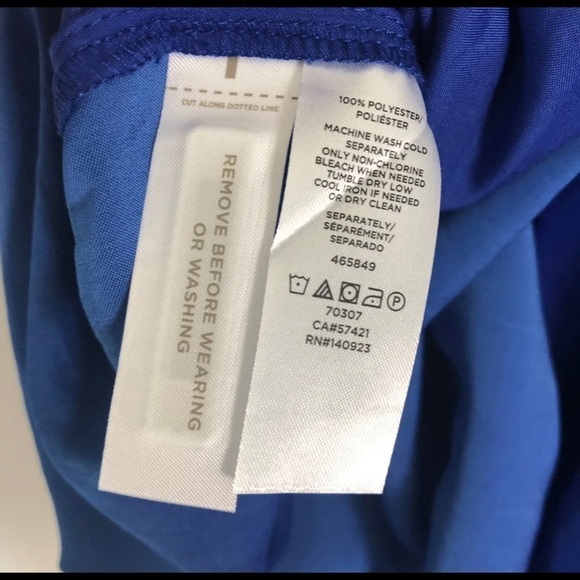 CUT ALONG DOTTED LINE
REMOVE BEFORE WEARING
OR WASHING
100% POLYESTER/
POLIÉSTER
MACHINE WASH COLD
SEPARATELY
ONLY NON-CHLORINE
BLEACH WHEN NEEDED
TUMBLE DRY LOW
COOL IRON IF NEEDED
OR DRY CLEAN
SEPARATELY/
SÉPARÉMENT/
SEPARADO
465849
P
70307
CA#57421
RN#140923